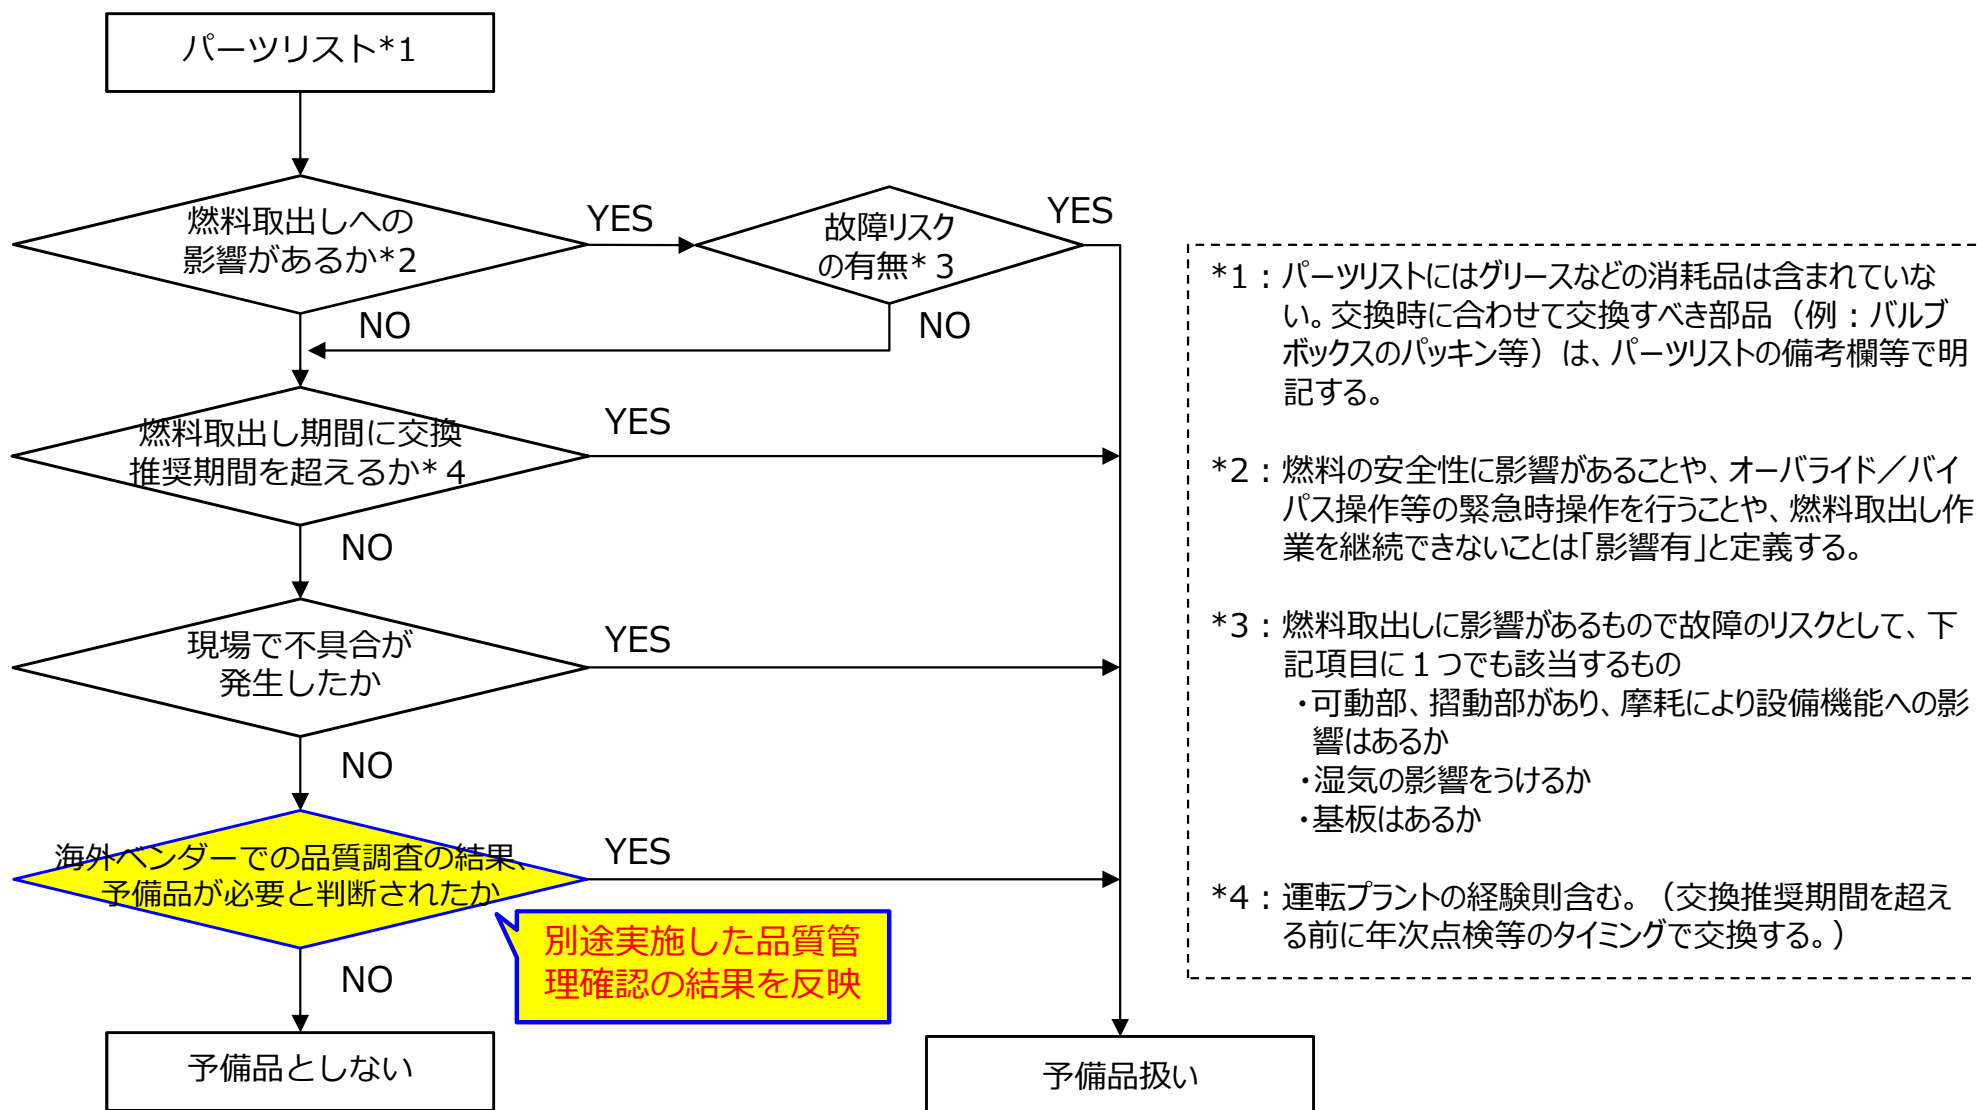 パーツリスト*1
燃料取出しへの
影響があるか*2
YES
故障リスク
の有無*３
YES
NO
NO
燃料取出し期間に交換
推奨期間を超えるか*４
YES
NO
現場で不具合が
発生したか
YES
NO
海外ベンダーでの品質調査の結果、
予備品が必要と判断されたか
YES
別途実施した品質管
理確認の結果を反映
NO
予備品としない
予備品扱い
*1：パーツリストにはグリースなどの消耗品は含まれていな
い。交換時に合わせて交換すべき部品（例：バルブ
ボックスのパッキン等）は、パーツリストの備考欄等で明
記する。
*2：燃料の安全性に影響があることや、オーバライド／バイ
パス操作等の緊急時操作を行うことや、燃料取出し作
業を継続できないことは「影響有」と定義する。
*3：燃料取出しに影響があるもので故障のリスクとして、下
記項目に１つでも該当するもの
・可動部、摺動部があり、摩耗により設備機能への影
響はあるか
・湿気の影響をうけるか
・基板はあるか
*4：運転プラントの経験則含む。（交換推奨期間を超え
る前に年次点検等のタイミングで交換する。）